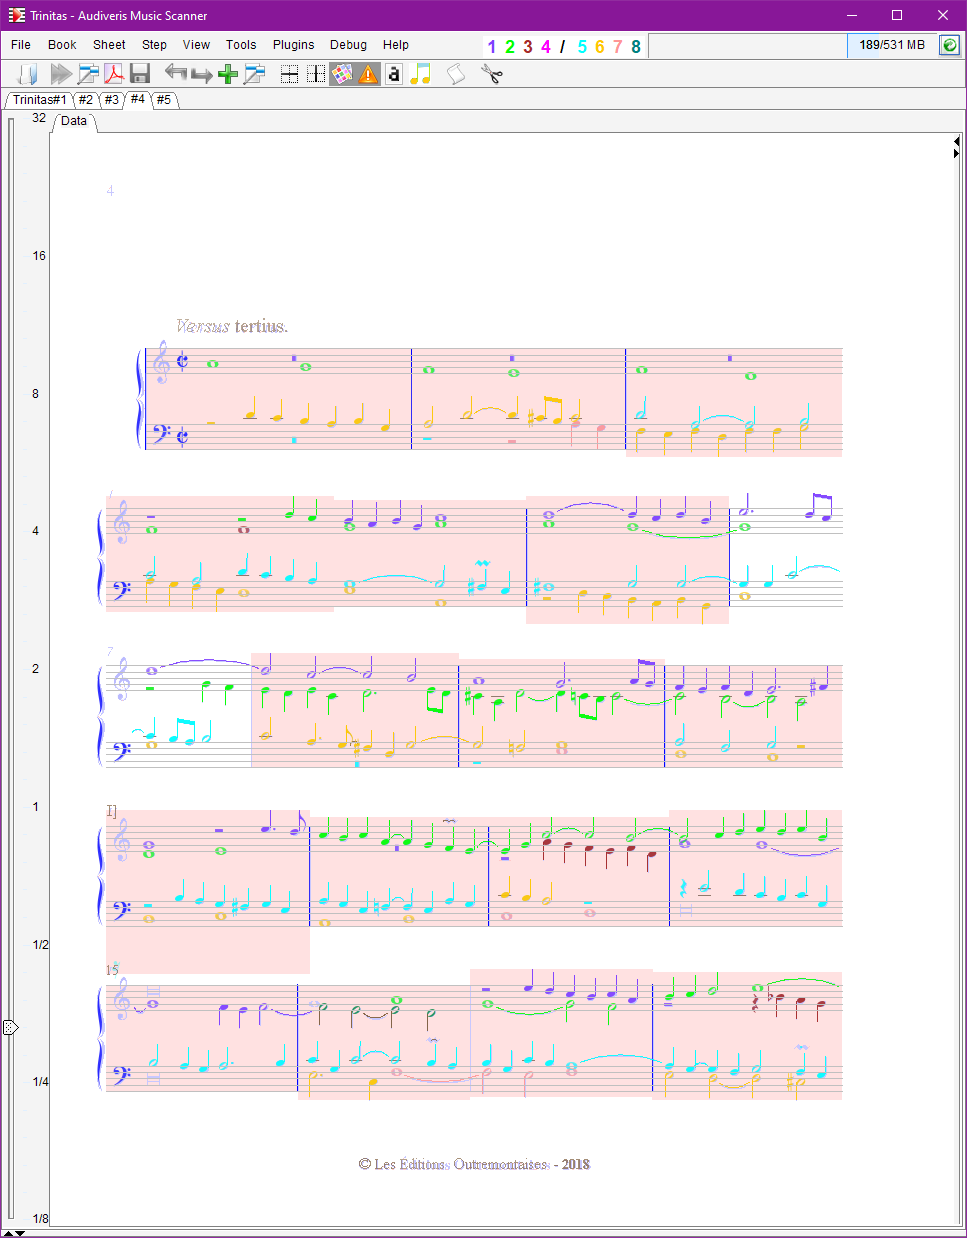 Trinitas - Audiveris Music Scanner
File Book Sheet Step View Tools Plugins Debug Help 1 2 3 4 / 5 6 7 8 189/531 MB
a
Trinitas#1 #2 #3 #4 #5
Data
32
16
8
4
2
1
1/2
1/4
1/8
4
Versus tertius.
7
15
© Les Éditions Outremontaises - 2018